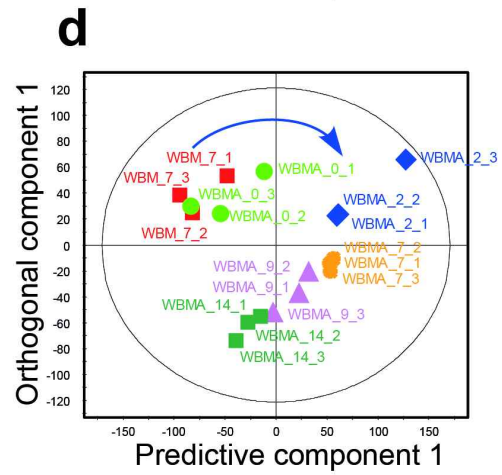 d
Orthogonal component 1
120
100
80
60
40
20
0
-20
-40
-60
-80
-100
-120
WBM_7_1
WBMA_0_1
WBMA_2_3
WBM_7_3
WBMA_0_3
WBMA_2_2
WBMA_0_2
WBMA_2_1
WBM_7_2
WBMA_7_2
WBMA_9_2
WBMA_7_1
WBMA_7_3
WBMA_9_1
WBMA_14_1
WBMA_9_3
WBMA_14_2
WBMA_14_3
-150 -100 -50 0 50 100 150
Predictive component 1